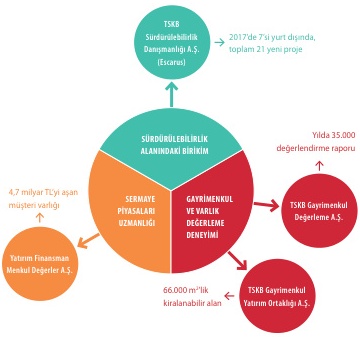 TSKB
Sürdürülebilirlik
Danışmanlığı A.Ş.
(Escarus)
2017'de 7'si yurt dışında,
toplam 21 yeni proje
SÜRDÜRÜLEBİLİRLİK
ALANINDAKİ BİRİKİM
Yılda 35.000
değerlendirme raporu
4,7 milyar TL'yi aşan
müşteri varlığı
SERMAYE
PİYASALARI
UZMANLIĞI
GAYRİMENKUL
VE VARLIK
DEĞERLEME
DENEYİMİ
TSKB Gayrimenkul
Değerleme A.Ş.
Yatırım Finansman
Menkul Değerler A.Ş.
66.000 m²'lik
kiralanabilir alan
TSKB Gayrimenkul
Yatırım Ortaklığı A.Ş.